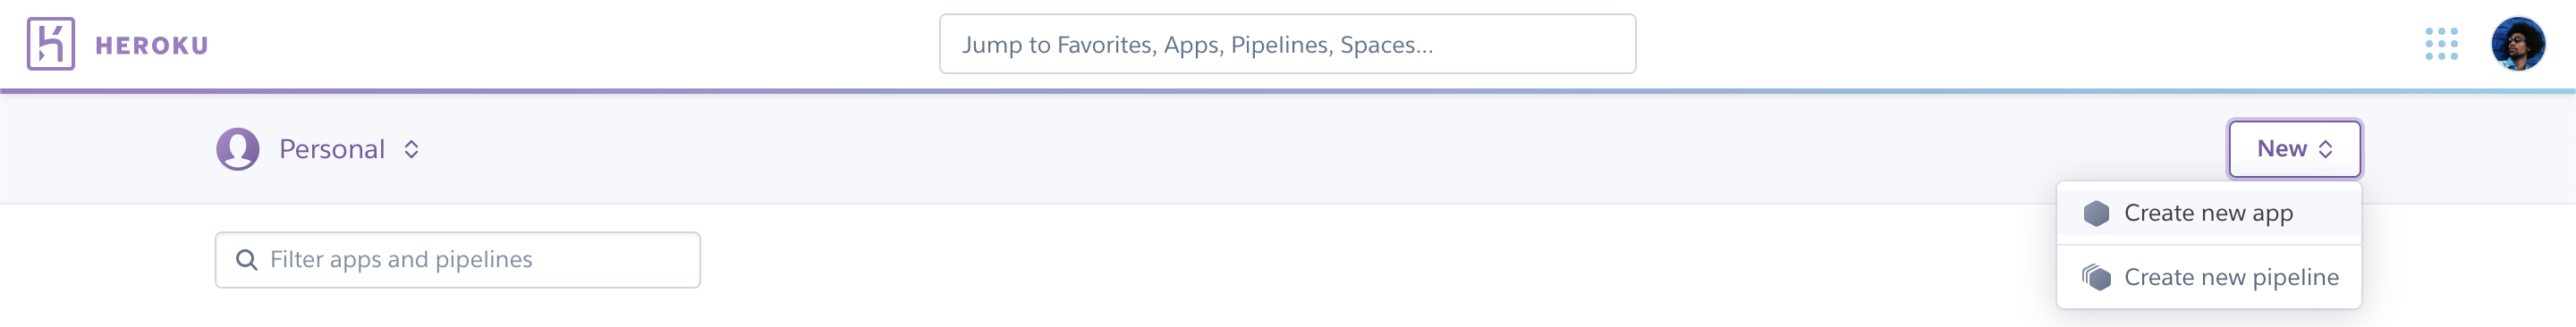 HEROKU
Jump to Favorites, Apps, Pipelines, Spaces...
Personal
New
Create new app
Create new pipeline
Filter apps and pipelines